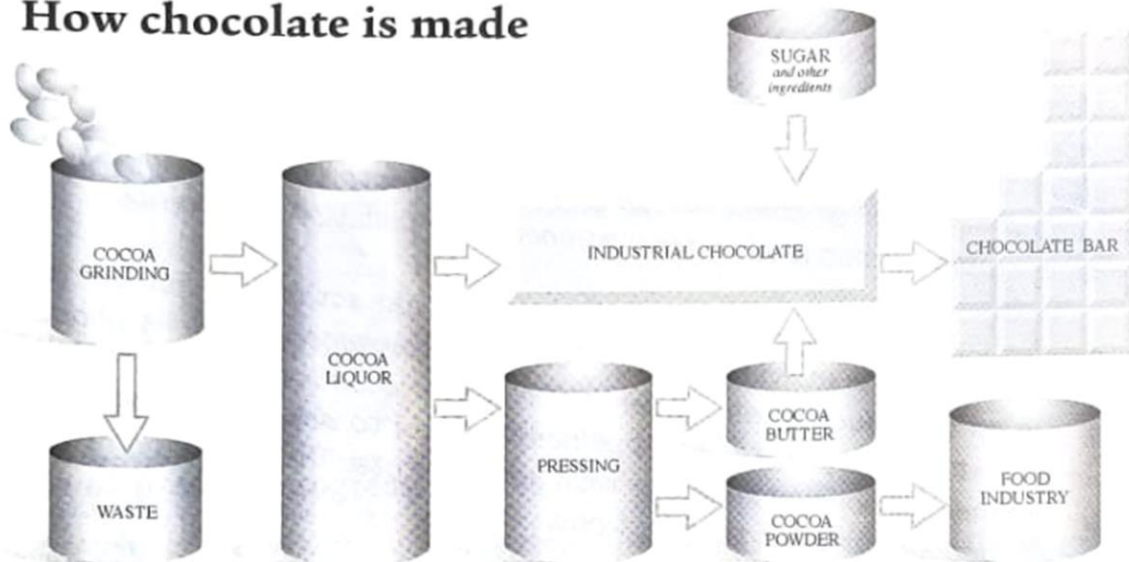 How chocolate is made
SUGAR
and other
ingredients
COCOA
GRINDING
INDUSTRIAL CHOCOLATE
CHOCOLATE BAR
COCOA
LIQUOR
COCOA
BUTTER
PRESSING
FOOD
INDUSTRY
WASTE
COCOA
POWDER